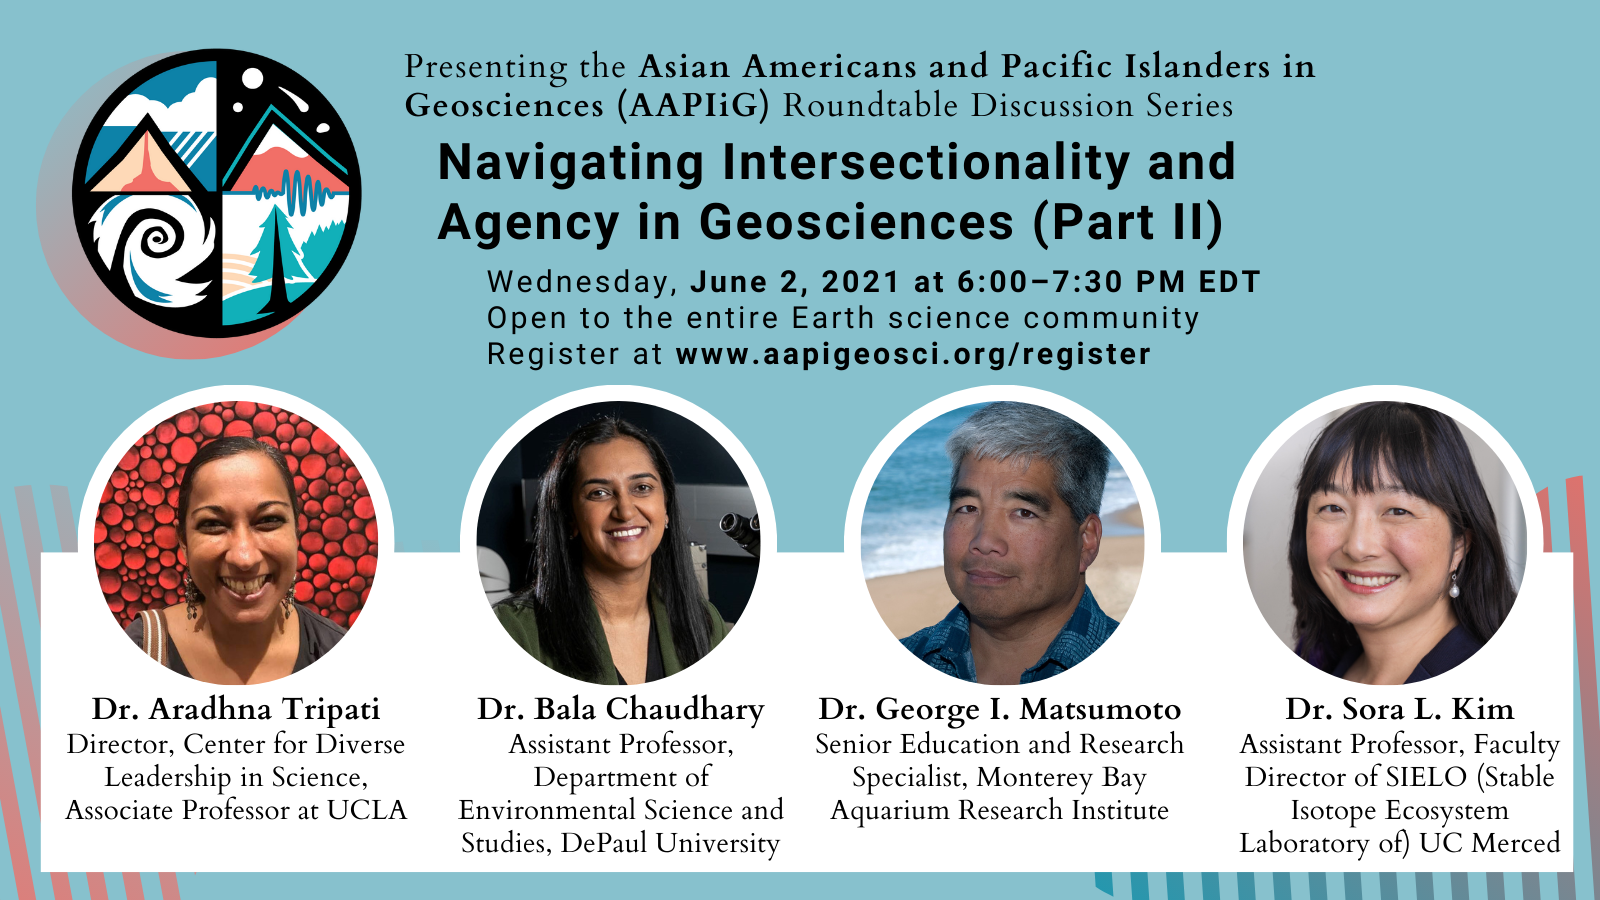 Presenting the Asian Americans and Pacific Islanders in
Geosciences (AAPIiG) Roundtable Discussion Series
Navigating Intersectionality and
Agency in Geosciences (Part II)
Wednesday, June 2, 2021 at 6:00–7:30 PM EDT
Open to the entire Earth science community
Register at www.aapigeosci.org/register
Dr. Aradhna Tripati
Director, Center for Diverse
Leadership in Science,
Associate Professor at UCLA
Dr. Bala Chaudhary
Assistant Professor,
Department of
Environmental Science and
Studies, DePaul University
Dr. George I. Matsumoto
Senior Education and Research
Specialist, Monterey Bay
Aquarium Research Institute
Dr. Sora L. Kim
Assistant Professor, Faculty
Director of SIELO (Stable
Isotope Ecosystem
Laboratory of) UC Merced